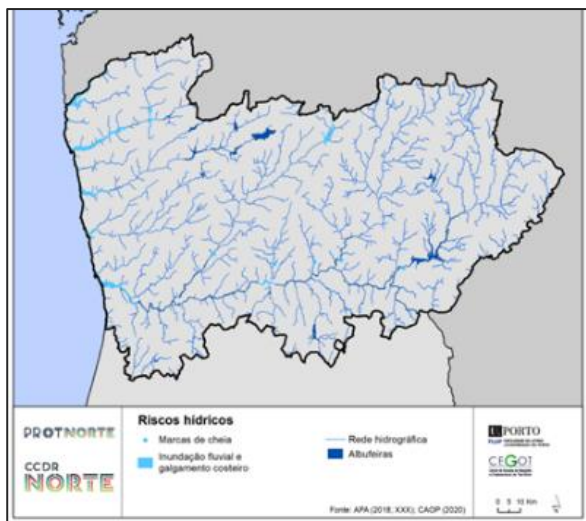 PROTNORTE
CCDR
NORTE
Riscos hídricos
Marcas de cheia
Inundação fluvial e
galgamento costeiro
Rede hidrográfica
Albufeiras
Fonte: APA (2018, XXX); CAOP (2020)
U.PORTO
CEGOT
0 5 10 Km